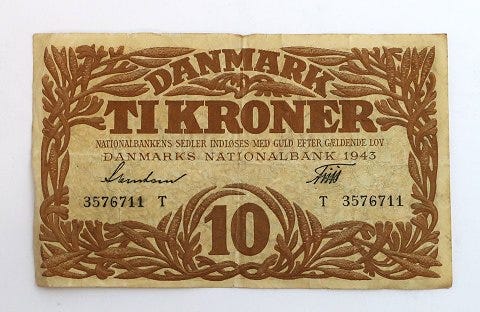 DANMARK
TI KRONER
NATIONALBANKENS SEDLER INDLØSES MED GULD EFTER GÆLDENDE LOV
DANMARKS NATIONALBANK 1943
3576711 T T 3576711
10